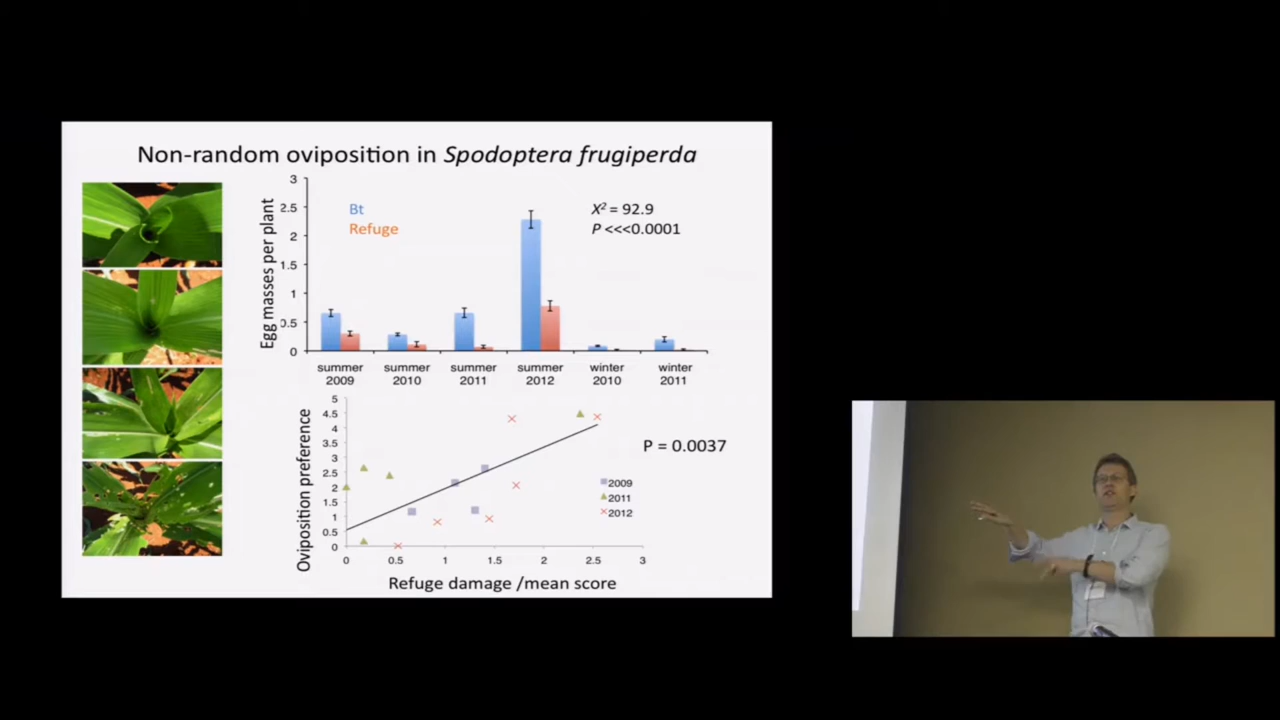 Non-random oviposition in Spodoptera frugiperda
Egg masses per plant
3
2.5
2
1.5
1
0.5
0
Bt
Refuge
X² = 92.9
P <<<0.0001
summer 2009
summer 2010
summer 2011
summer 2012
winter 2010
winter 2011
Oviposition preference
5
4.5
4
3.5
3
2.5
2
1.5
1
0.5
0
P = 0.0037
2009
2011
2012
0 0.5 1 1.5 2 2.5 3
Refuge damage /mean score